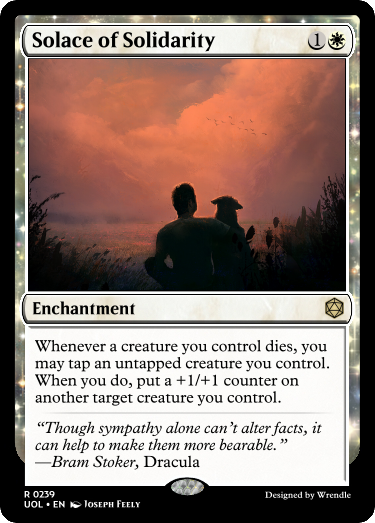 Solace of Solidarity 1
Enchantment
Whenever a creature you control dies, you
may tap an untapped creature you control.
When you do, put a +1/+1 counter on
another target creature you control.
“Though sympathy alone can't alter facts, it
can help to make them more bearable.”
—Bram Stoker, Dracula
R 0239
UOL • EN Joseph Feely
Designed by Wrendle